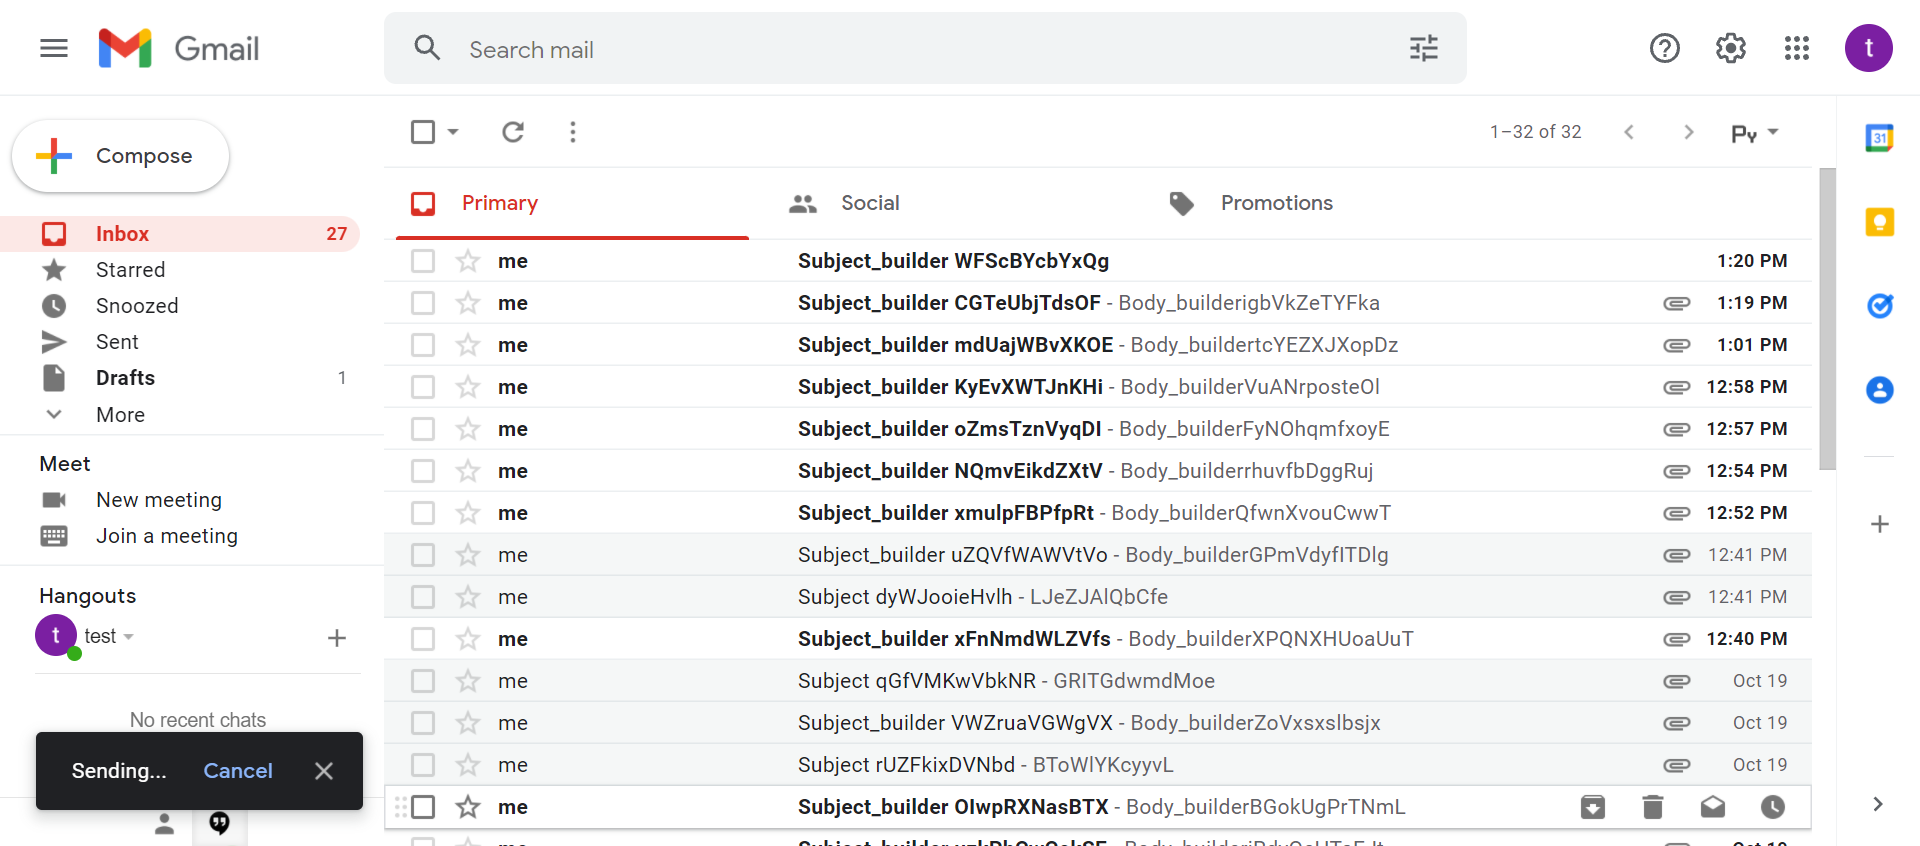 Gmail
Search mail
t
Compose
1–32 of 32
Py
31
Primary
Social
Promotions
Inbox 27
Starred
Snoozed
Sent
Drafts 1
More
Meet
New meeting
Join a meeting
Hangouts
t test
No recent chats
Sending... Cancel
me Subject_builder WFScBYcbYxQg 1:20 PM
me Subject_builder CGTeUbjTdsOF - Body_builderigbVkZeTYFka 1:19 PM
me Subject_builder mdUajWBvXKOE - Body_buildertcYEZXJXopDz 1:01 PM
me Subject_builder KyEvXWTJnKHi - Body_builderVuANrposteOl 12:58 PM
me Subject_builder oZmsTznVyqDI - Body_builderFyNOhqmfxoyE 12:57 PM
me Subject_builder NQmvEikdZXtV - Body_builderrhuvfbDggRuj 12:54 PM
me Subject_builder xmulpFBPfpRt - Body_builderQfwnXvouCwwT 12:52 PM
me Subject_builder uZQVfWAWVtVo - Body_builderGPmVdyfITDlg 12:41 PM
me Subject dyWJooieHvlh - LJeZJAlQbCfe 12:41 PM
me Subject_builder xFnNmdWLZVfs - Body_builderXPQNXHUoaUuT 12:40 PM
me Subject qGfVMKwVbkNR - GRITGdwmdMoe Oct 19
me Subject_builder VWZruaVGWgVX - Body_builderZoVxsxslbsjx Oct 19
me Subject rUZFkixDVNbd - BToWlYKcyyvL Oct 19
me Subject_builder OIwpRXNasBTX - Body_builderBGokUgPrTNmL